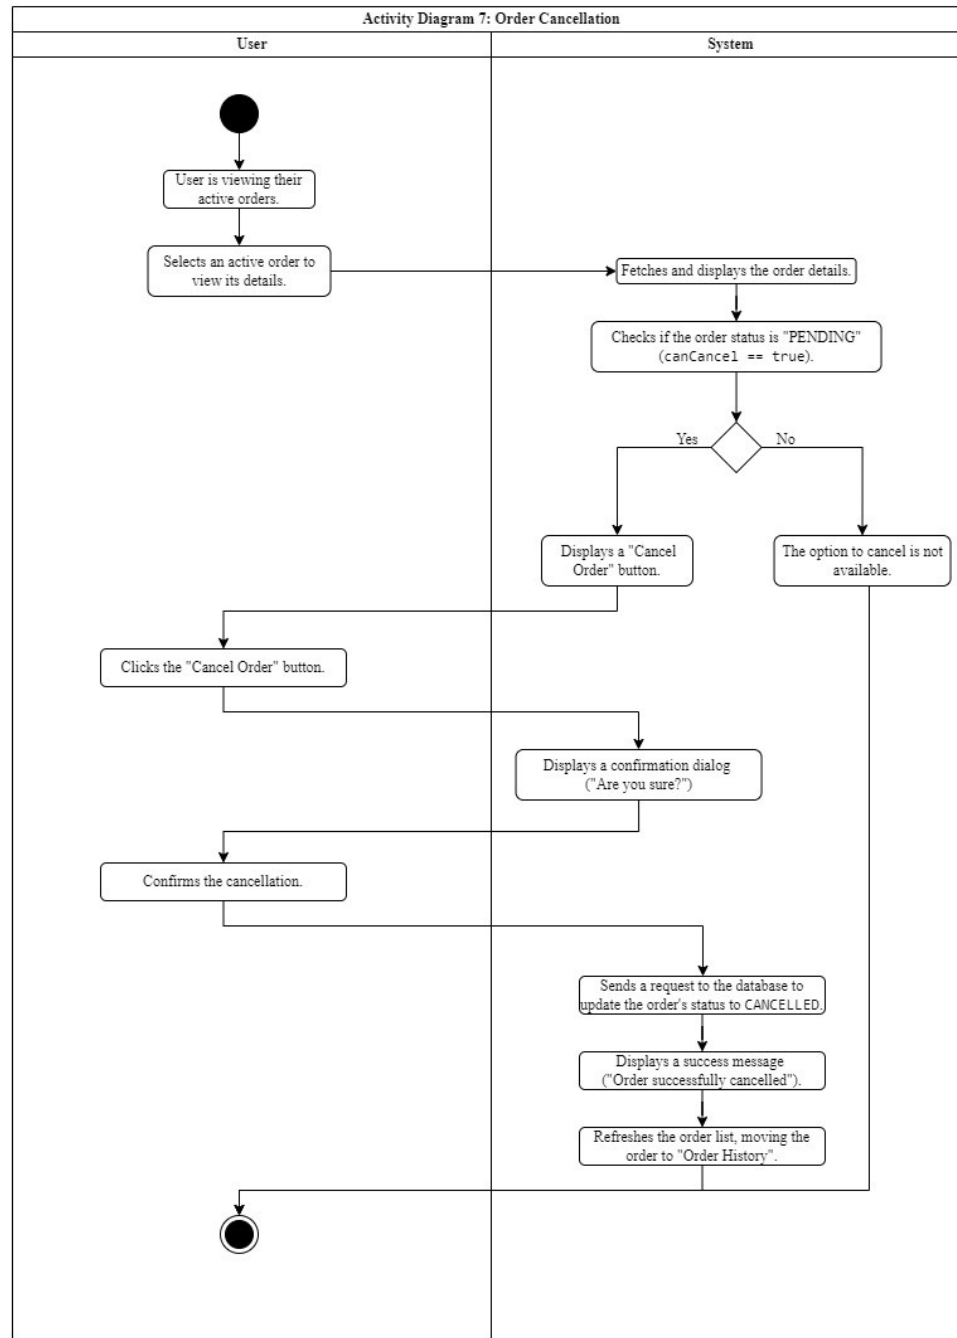 Activity Diagram 7: Order Cancellation
User
System
User is viewing their
active orders.
Selects an active order to
view its details.
Fetches and displays the order details.
Checks if the order status is "PENDING"
(canCancel == true).
Yes
No
Displays a "Cancel
Order" button.
The option to cancel is not
available.
Clicks the "Cancel Order" button.
Displays a confirmation dialog
("Are you sure?")
Confirms the cancellation.
Sends a request to the database to
update the order's status to CANCELLED.
Displays a success message
("Order successfully cancelled").
Refreshes the order list, moving the
order to "Order History".